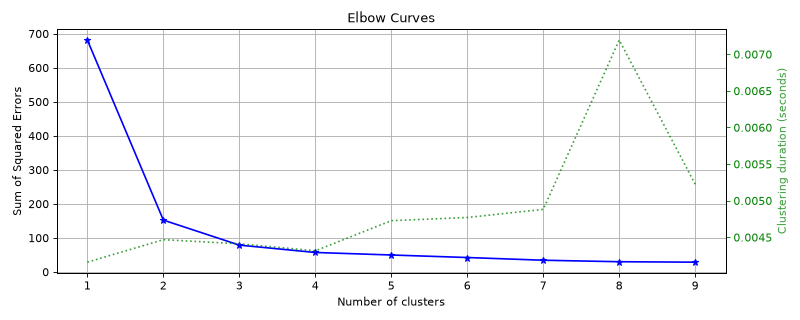 Elbow Curves
Sum of Squared Errors
700
600
500
400
300
200
100
0
1 2 3 4 5 6 7 8 9
Number of clusters
0.0070
0.0065
0.0060
0.0055
0.0050
0.0045
Clustering duration (seconds)